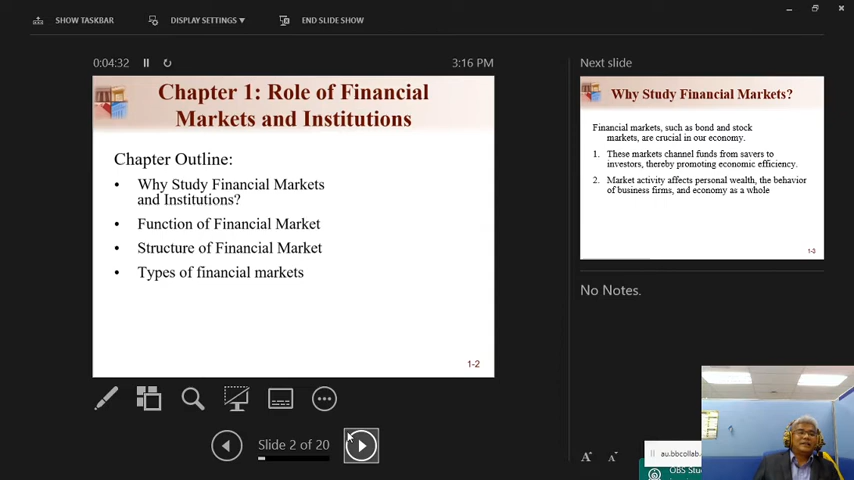 SHOW TASKBAR
DISPLAY SETTINGS ▼
END SLIDE SHOW
0:04:32
3:16 PM
Chapter 1: Role of Financial
Markets and Institutions
Chapter Outline:
• Why Study Financial Markets
and Institutions?
• Function of Financial Market
• Structure of Financial Market
• Types of financial markets
1-2
Slide 2 of 20
Next slide
Why Study Financial Markets?
Financial markets, such as bond and stock
markets, are crucial in our economy.
1. These markets channel funds from savers to
investors, thereby promoting economic efficiency.
2. Market activity affects personal wealth, the behavior
of business firms, and economy as a whole
1-3
No Notes.
A A
au.bbcollab.
OBS Stud